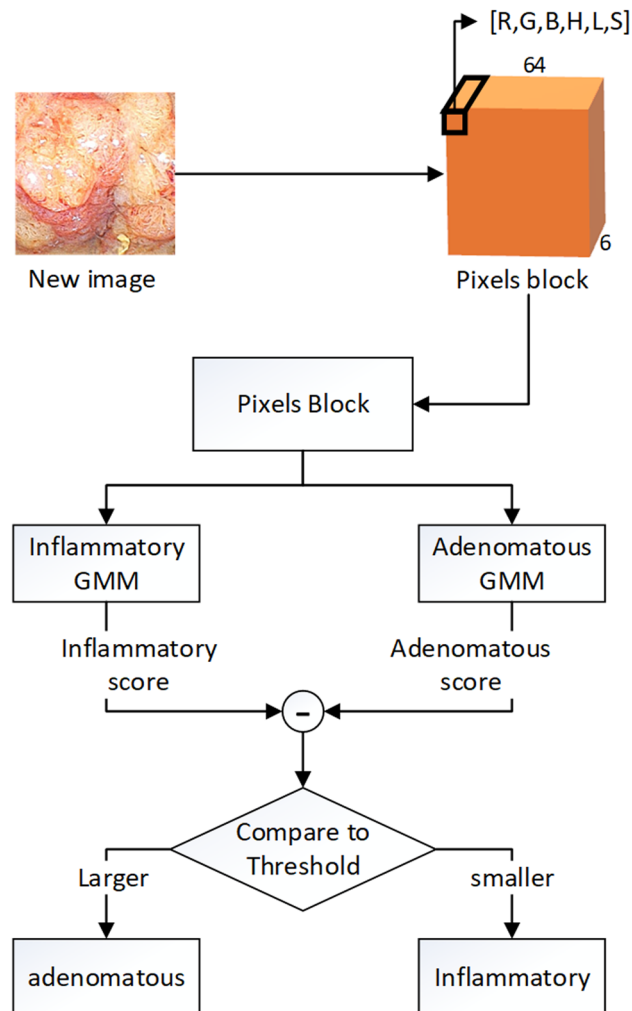 [R,G,B,H,L,S]
64
6
New image
Pixels block
Pixels Block
Inflammatory
GMM
Adenomatous
GMM
Inflammatory
score
Adenomatous
score
-
Compare to
Threshold
Larger
smaller
adenomatous
Inflammatory